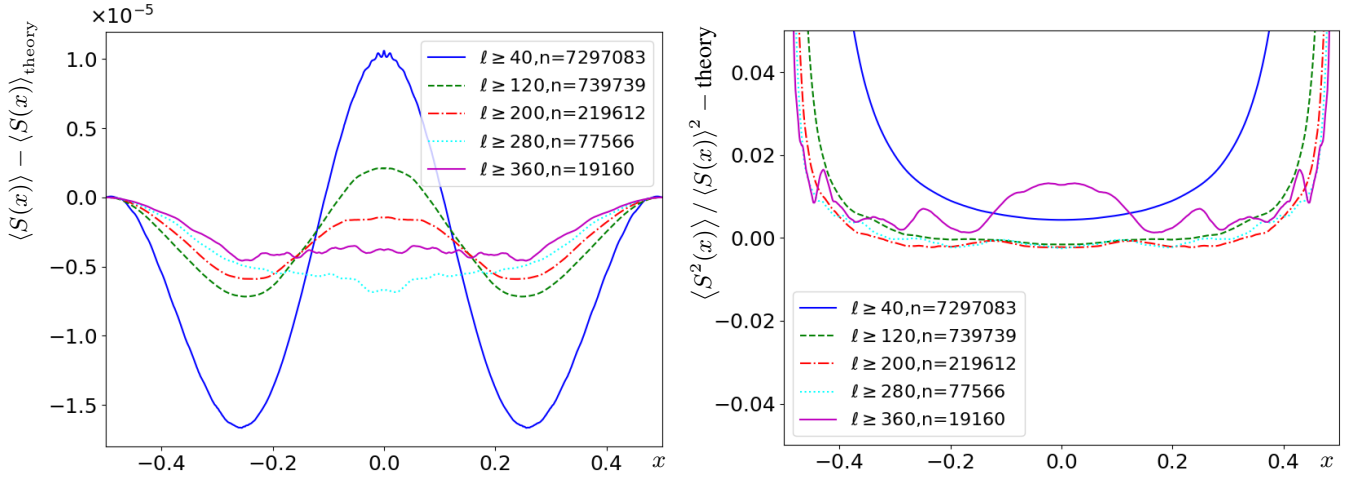 ×10⁻⁵
⟨S(x)⟩ − ⟨S(x)⟩theory
1.0
0.5
0.0
−0.5
−1.0
−1.5
−0.4 −0.2 0.0 0.2 0.4 x
ℓ ≥ 40,n=7297083
ℓ ≥ 120,n=739739
ℓ ≥ 200,n=219612
ℓ ≥ 280,n=77566
ℓ ≥ 360,n=19160
⟨S²(x)⟩ / ⟨S(x)⟩² − theory
0.04
0.02
0.00
−0.02
−0.04
ℓ ≥ 40,n=7297083
ℓ ≥ 120,n=739739
ℓ ≥ 200,n=219612
ℓ ≥ 280,n=77566
ℓ ≥ 360,n=19160
−0.4 −0.2 0.0 0.2 0.4 x